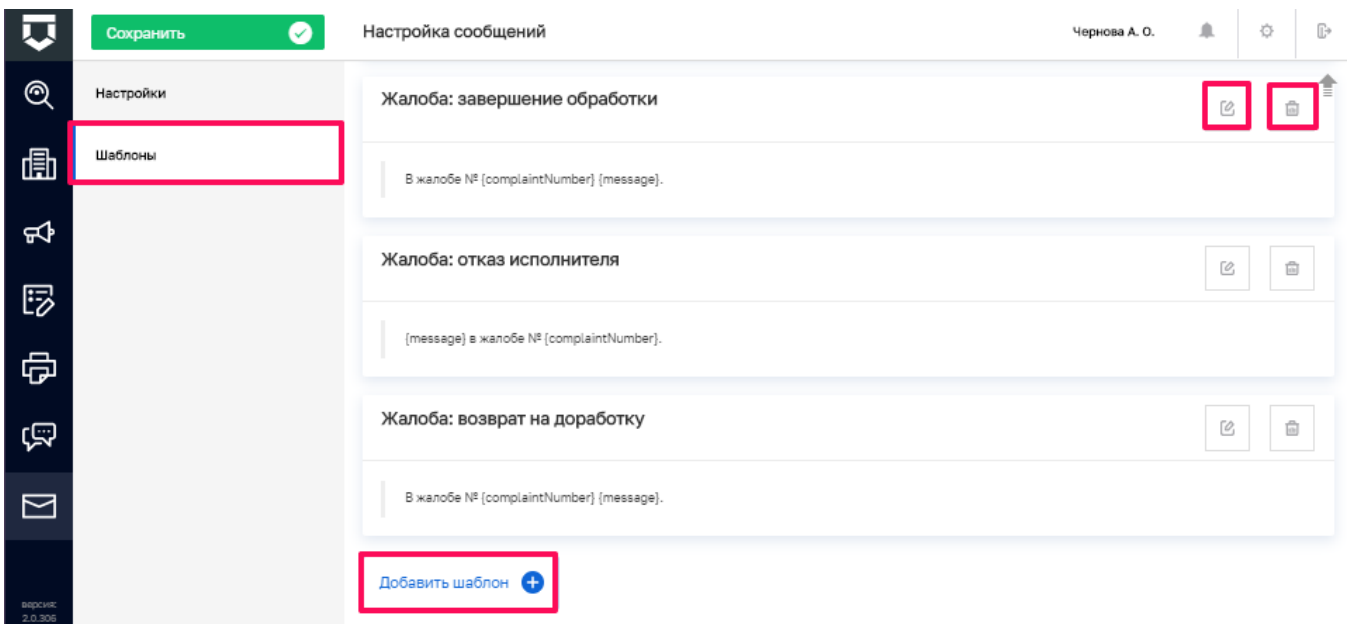 Сохранить
Настройка сообщений
Чернова А. О.
Настройки
Шаблоны
Жалоба: завершение обработки
В жалобе № {complaintNumber} {message}.
Жалоба: отказ исполнителя
{message} в жалобе № {complaintNumber}.
Жалоба: возврат на доработку
В жалобе № {complaintNumber} {message}.
Добавить шаблон
версия:
2.0.306